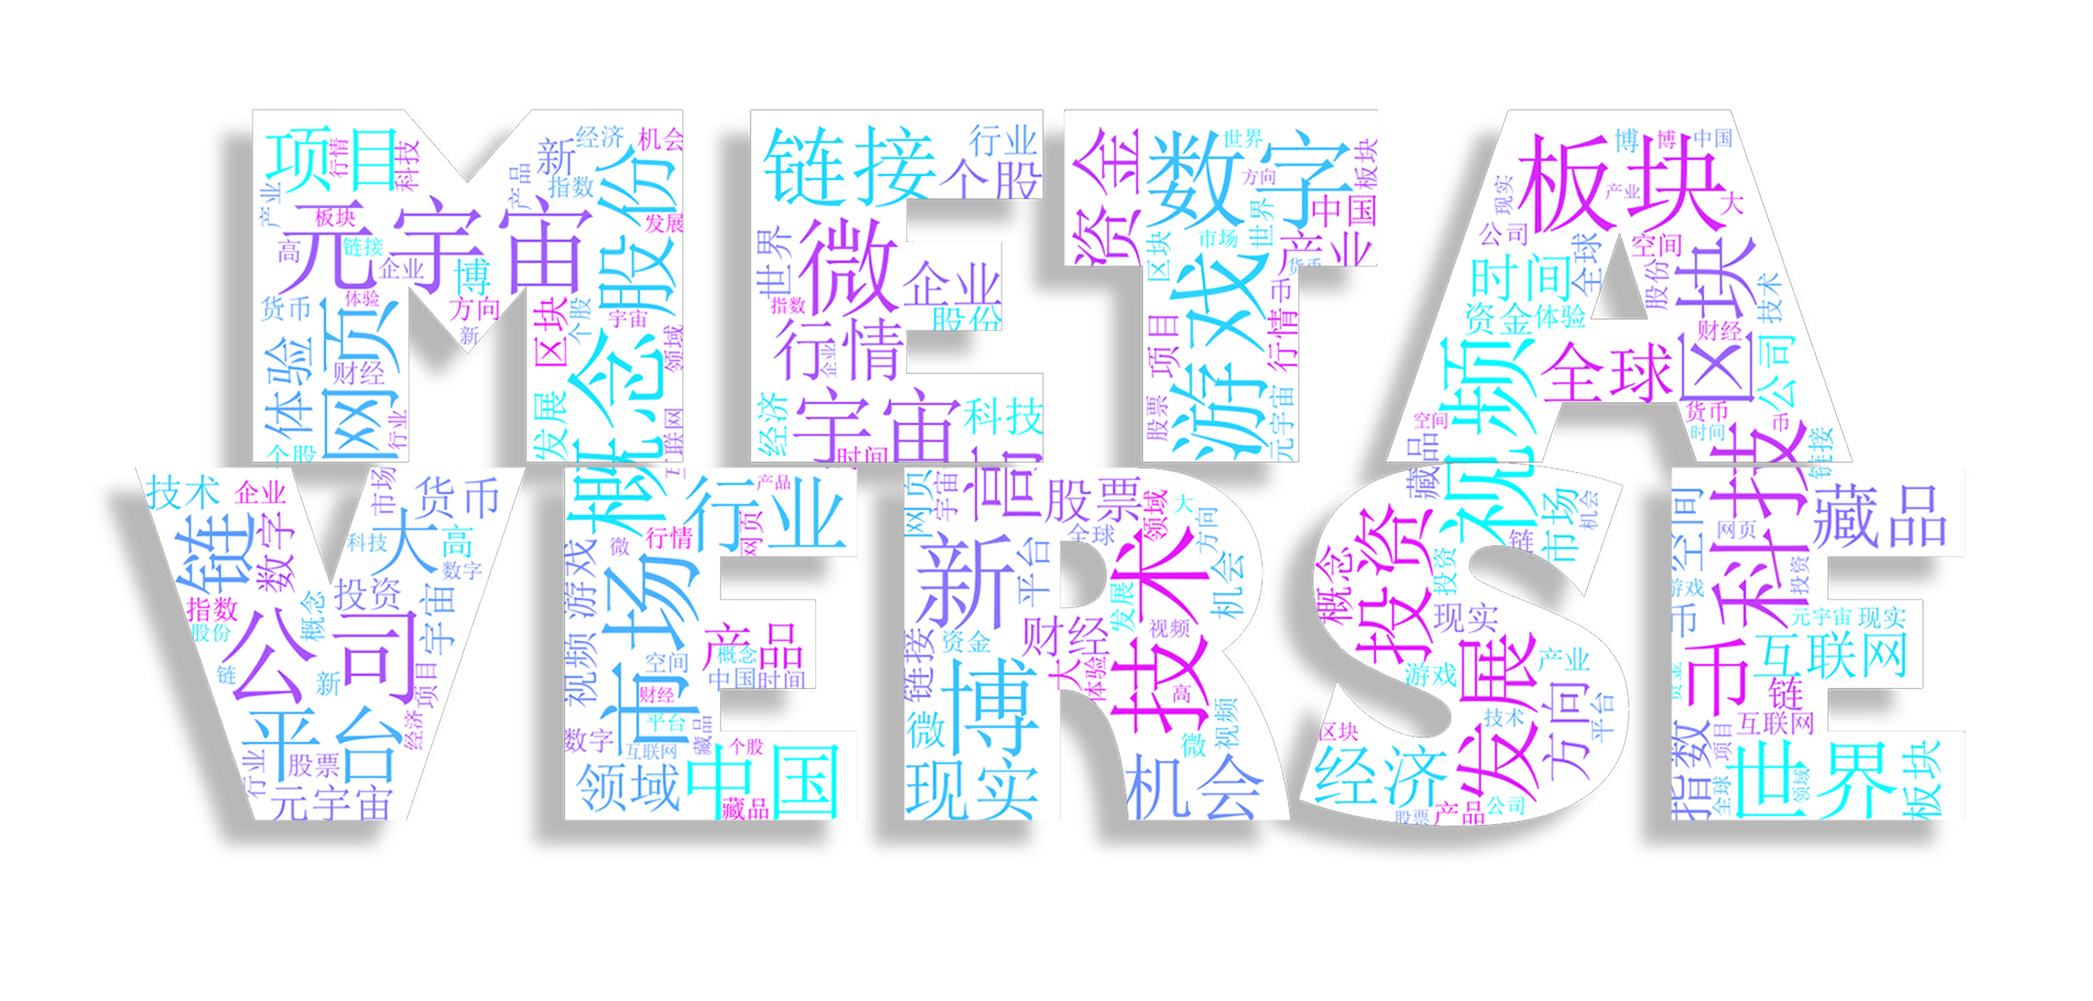 METAVERSE
项目
行情
科技
新
经济
机会
产品
指数
股份
产业
元宇宙
板块
高
链接
企业
博
发展
货币
体验
方向
新
网页
财经
体验
行业
个股
区块
个股
宇宙
领域
概念
发展
互联网
链接
行业
个股
世界
微
企业
指数
股份
行情
企业
经济
宇宙
科技
时间
资金
数字
世界
方向
板块
中国
区块
市场
世界
产业
货币
游戏
币
项目
行情
股票
元宇宙
板块
博
博
中国
现实
产业
大
公司
全球
空间
区块
时间
股份
技术
资金
体验
财经
视频
全球
公司
空间
货币
时间
币
藏品
科技
链接
技术
企业
市场
货币
链
数字
科技
大
高
数字
指数
股份
概念
投资
宇宙
公司
链
新
项目
平台
经济
行业
股票
元宇宙
行业
产品
网页
微
行情
游戏
市场
视频
空间
产品
概念
中国
时间
财经
平台
数字
互联网
藏品
个股
领域
中国
藏品
网页
宇宙
高
股票
领域
大
全球
方向
新
平台
技术
机会
发展
链接
资金
财经
视频
博
大
体验
高
微
微
视频
现实
机会
市场
机会
投资
链
概念
投资
现实
游戏
发展
产业
区块
技术
方向
平台
经济
股票
产品
公司
空间
网页
藏品
游戏
投资
币
元宇宙
现实
币
互联网
资金
链
互联网
指数
项目
全球
世界
领域
板块